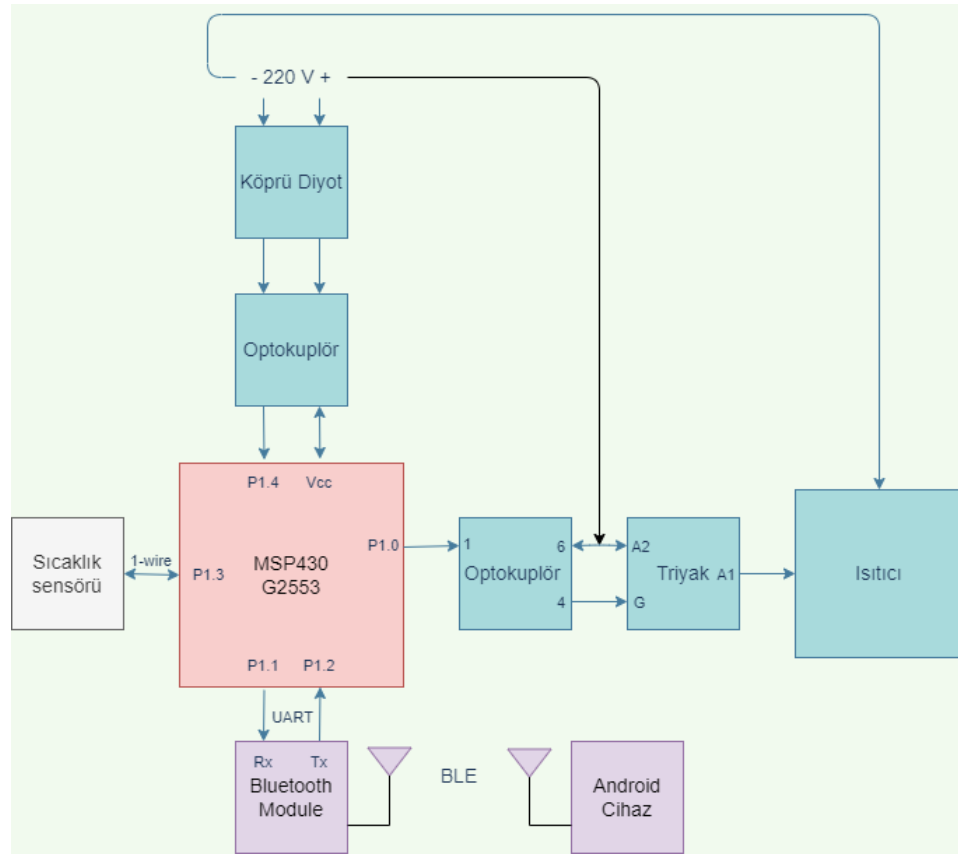 - 220 V +
Köprü Diyot
Optokuplör
P1.4 Vcc
P1.0
MSP430
G2553
P1.3
P1.1 P1.2
Sıcaklık
sensörü
1-wire
1
6
Optokuplör
4
A2
Triyak
A1
G
Isıtıcı
UART
Rx Tx
Bluetooth
Module
BLE
Android
Cihaz